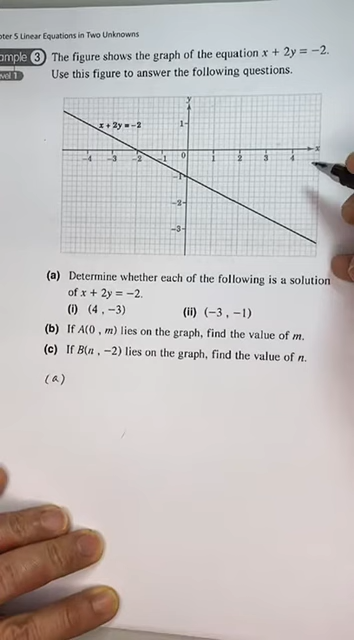 5 Linear Equations in Two Unknowns
3 The figure shows the graph of the equation x + 2y = −2.
1 Use this figure to answer the following questions.
y
x + 2y = −2
1
x
-4 -3 -2 -1 0 1 2 3 4
-1
-2
-3
(a) Determine whether each of the following is a solution
of x + 2y = −2.
(i) (4 , −3) (ii) (−3 , −1)
(b) If A(0 , m) lies on the graph, find the value of m.
(c) If B(n , −2) lies on the graph, find the value of n.
(a)